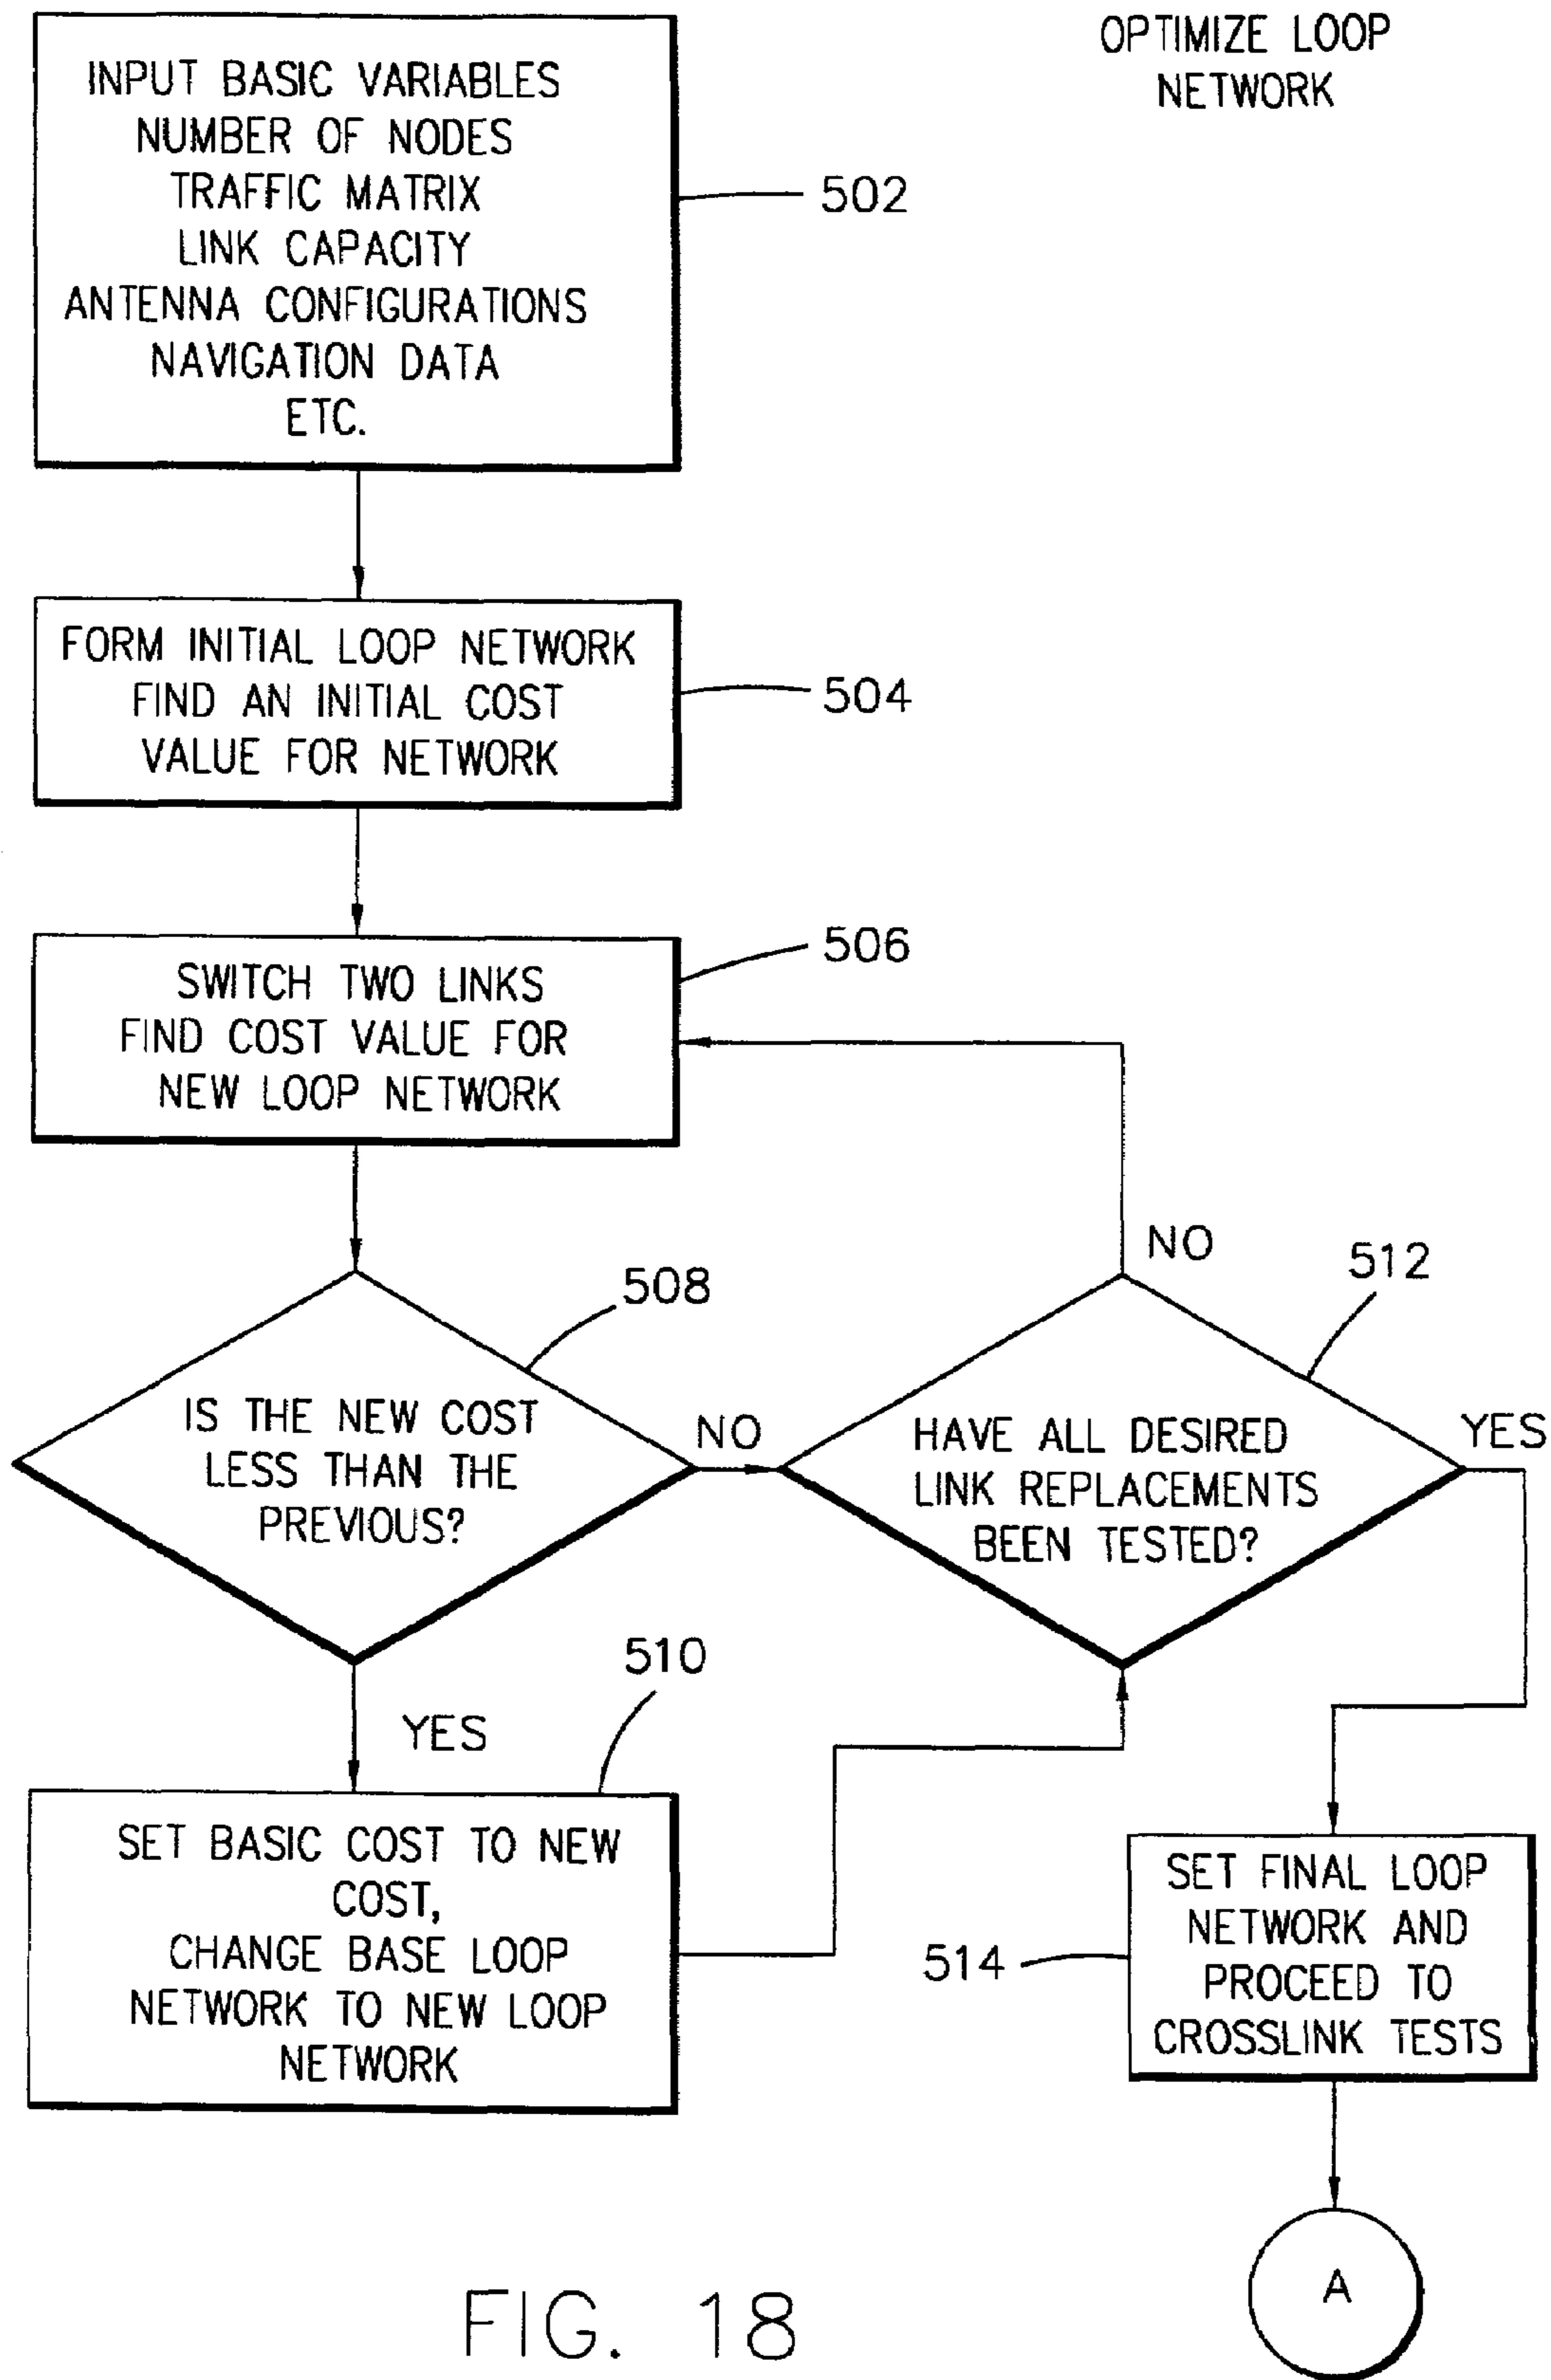 OPTIMIZE LOOP
NETWORK
INPUT BASIC VARIABLES
NUMBER OF NODES
TRAFFIC MATRIX
LINK CAPACITY
ANTENNA CONFIGURATIONS
NAVIGATION DATA
ETC.
502
FORM INITIAL LOOP NETWORK
FIND AN INITIAL COST
VALUE FOR NETWORK
504
SWITCH TWO LINKS
FIND COST VALUE FOR
NEW LOOP NETWORK
506
IS THE NEW COST
LESS THAN THE
PREVIOUS?
508
NO
YES
HAVE ALL DESIRED
LINK REPLACEMENTS
BEEN TESTED?
512
NO
YES
SET BASIC COST TO NEW
COST,
CHANGE BASE LOOP
NETWORK TO NEW LOOP
NETWORK
510
SET FINAL LOOP
NETWORK AND
PROCEED TO
CROSSLINK TESTS
514
A
FIG. 18